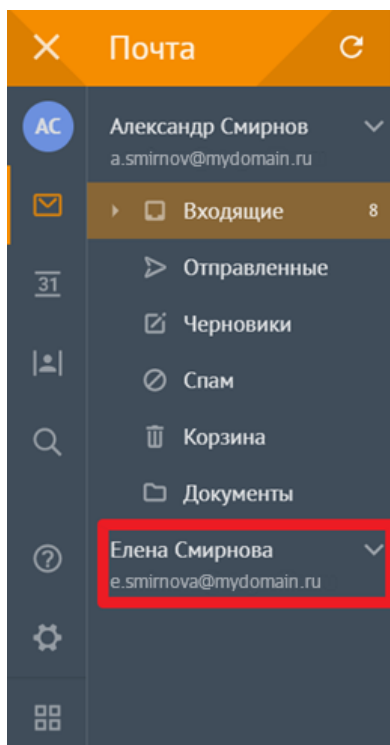 Почта
АС
Александр Смирнов
a.smirnov@mydomain.ru
Входящие 8
31
Отправленные
Черновики
Спам
Корзина
Документы
Елена Смирнова
e.smirnova@mydomain.ru